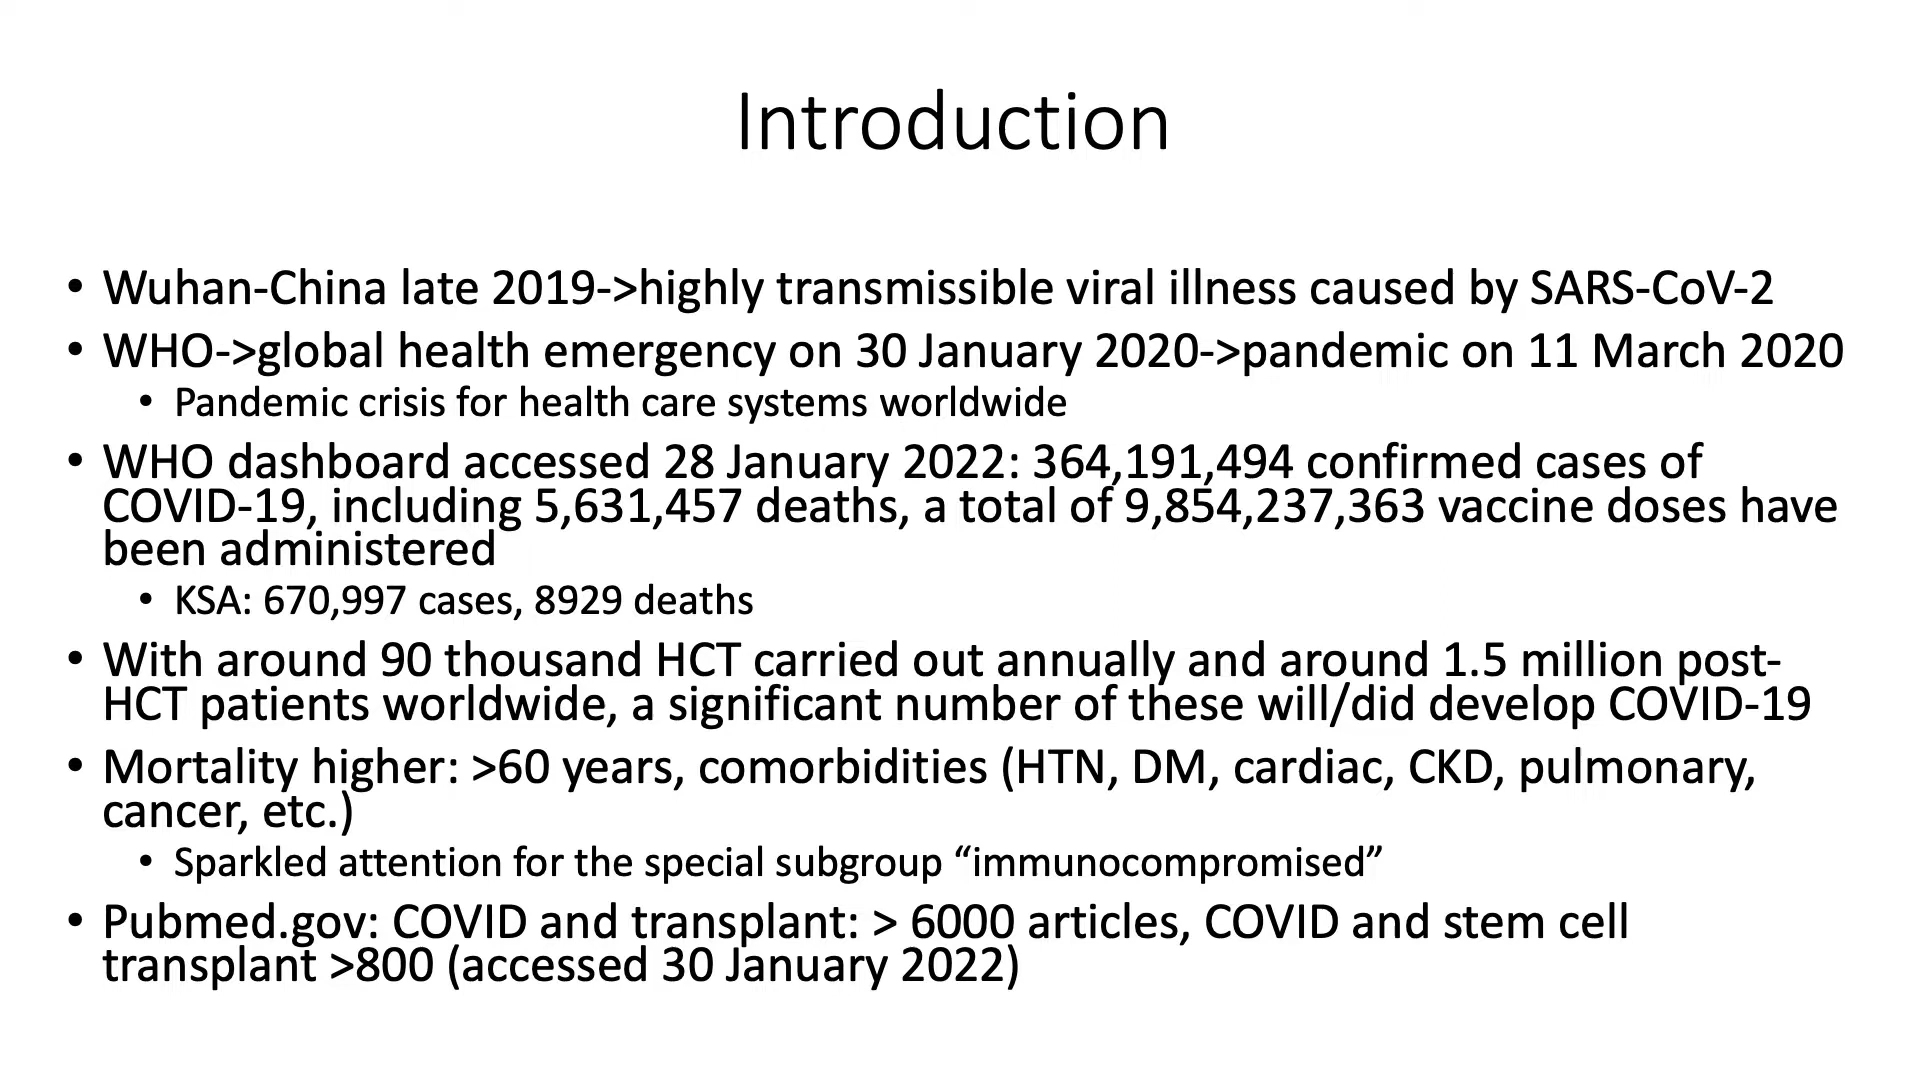 Introduction
• Wuhan-China late 2019->highly transmissible viral illness caused by SARS-CoV-2
• WHO->global health emergency on 30 January 2020->pandemic on 11 March 2020
• Pandemic crisis for health care systems worldwide
• WHO dashboard accessed 28 January 2022: 364,191,494 confirmed cases of
COVID-19, including 5,631,457 deaths, a total of 9,854,237,363 vaccine doses have
been administered
• KSA: 670,997 cases, 8929 deaths
• With around 90 thousand HCT carried out annually and around 1.5 million post-
HCT patients worldwide, a significant number of these will/did develop COVID-19
• Mortality higher: >60 years, comorbidities (HTN, DM, cardiac, CKD, pulmonary,
cancer, etc.)
• Sparkled attention for the special subgroup “immunocompromised”
• Pubmed.gov: COVID and transplant: > 6000 articles, COVID and stem cell
transplant >800 (accessed 30 January 2022)